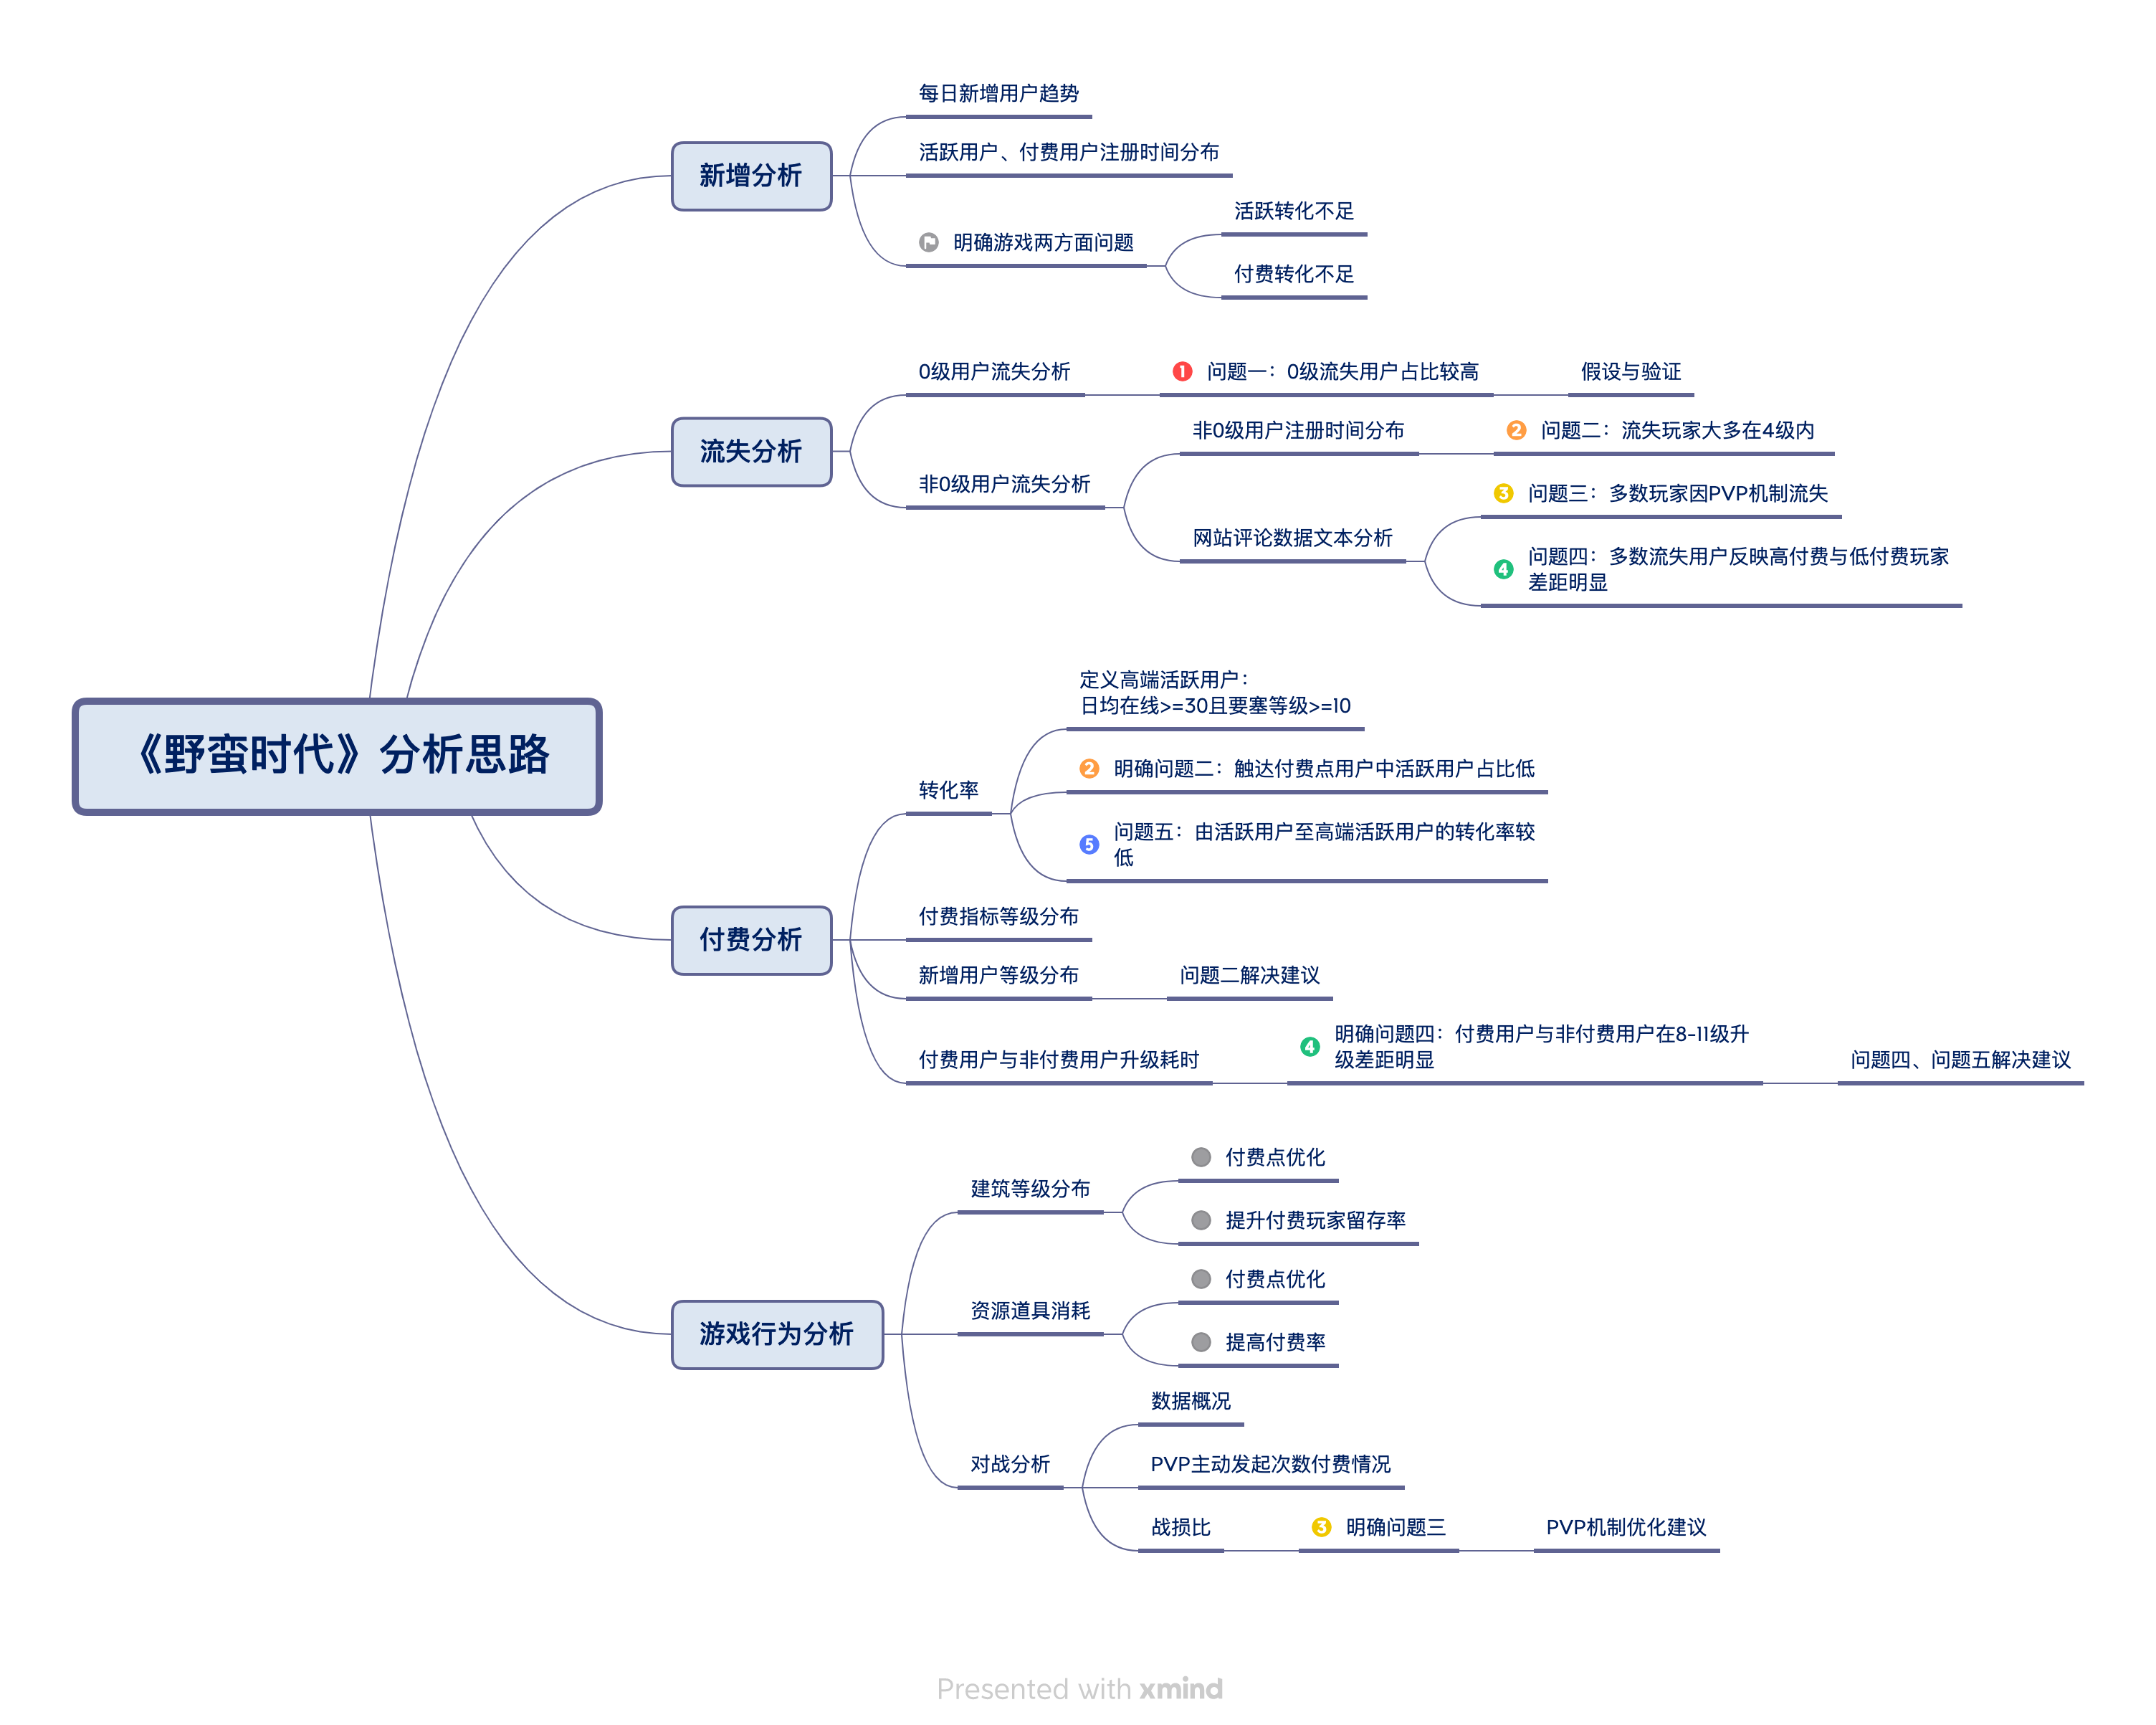 每日新增用户趋势
活跃用户、付费用户注册时间分布
新增分析
明确游戏两方面问题
活跃转化不足
付费转化不足
0级用户流失分析
1 问题一：0级流失用户占比较高
假设与验证
流失分析
非0级用户流失分析
非0级用户注册时间分布
2 问题二：流失玩家大多在4级内
网站评论数据文本分析
3 问题三：多数玩家因PVP机制流失
4 问题四：多数流失用户反映高付费与低付费玩家
差距明显
《野蛮时代》分析思路
定义高端活跃用户：
日均在线>=30且要塞等级>=10
转化率
2 明确问题二：触达付费点用户中活跃用户占比低
5 问题五：由活跃用户至高端活跃用户的转化率较
低
付费分析
付费指标等级分布
新增用户等级分布
问题二解决建议
付费用户与非付费用户升级耗时
4 明确问题四：付费用户与非付费用户在8-11级升
级差距明显
问题四、问题五解决建议
建筑等级分布
付费点优化
提升付费玩家留存率
游戏行为分析
资源道具消耗
付费点优化
提高付费率
对战分析
数据概况
PVP主动发起次数付费情况
战损比
3 明确问题三
PVP机制优化建议
Presented with xmind